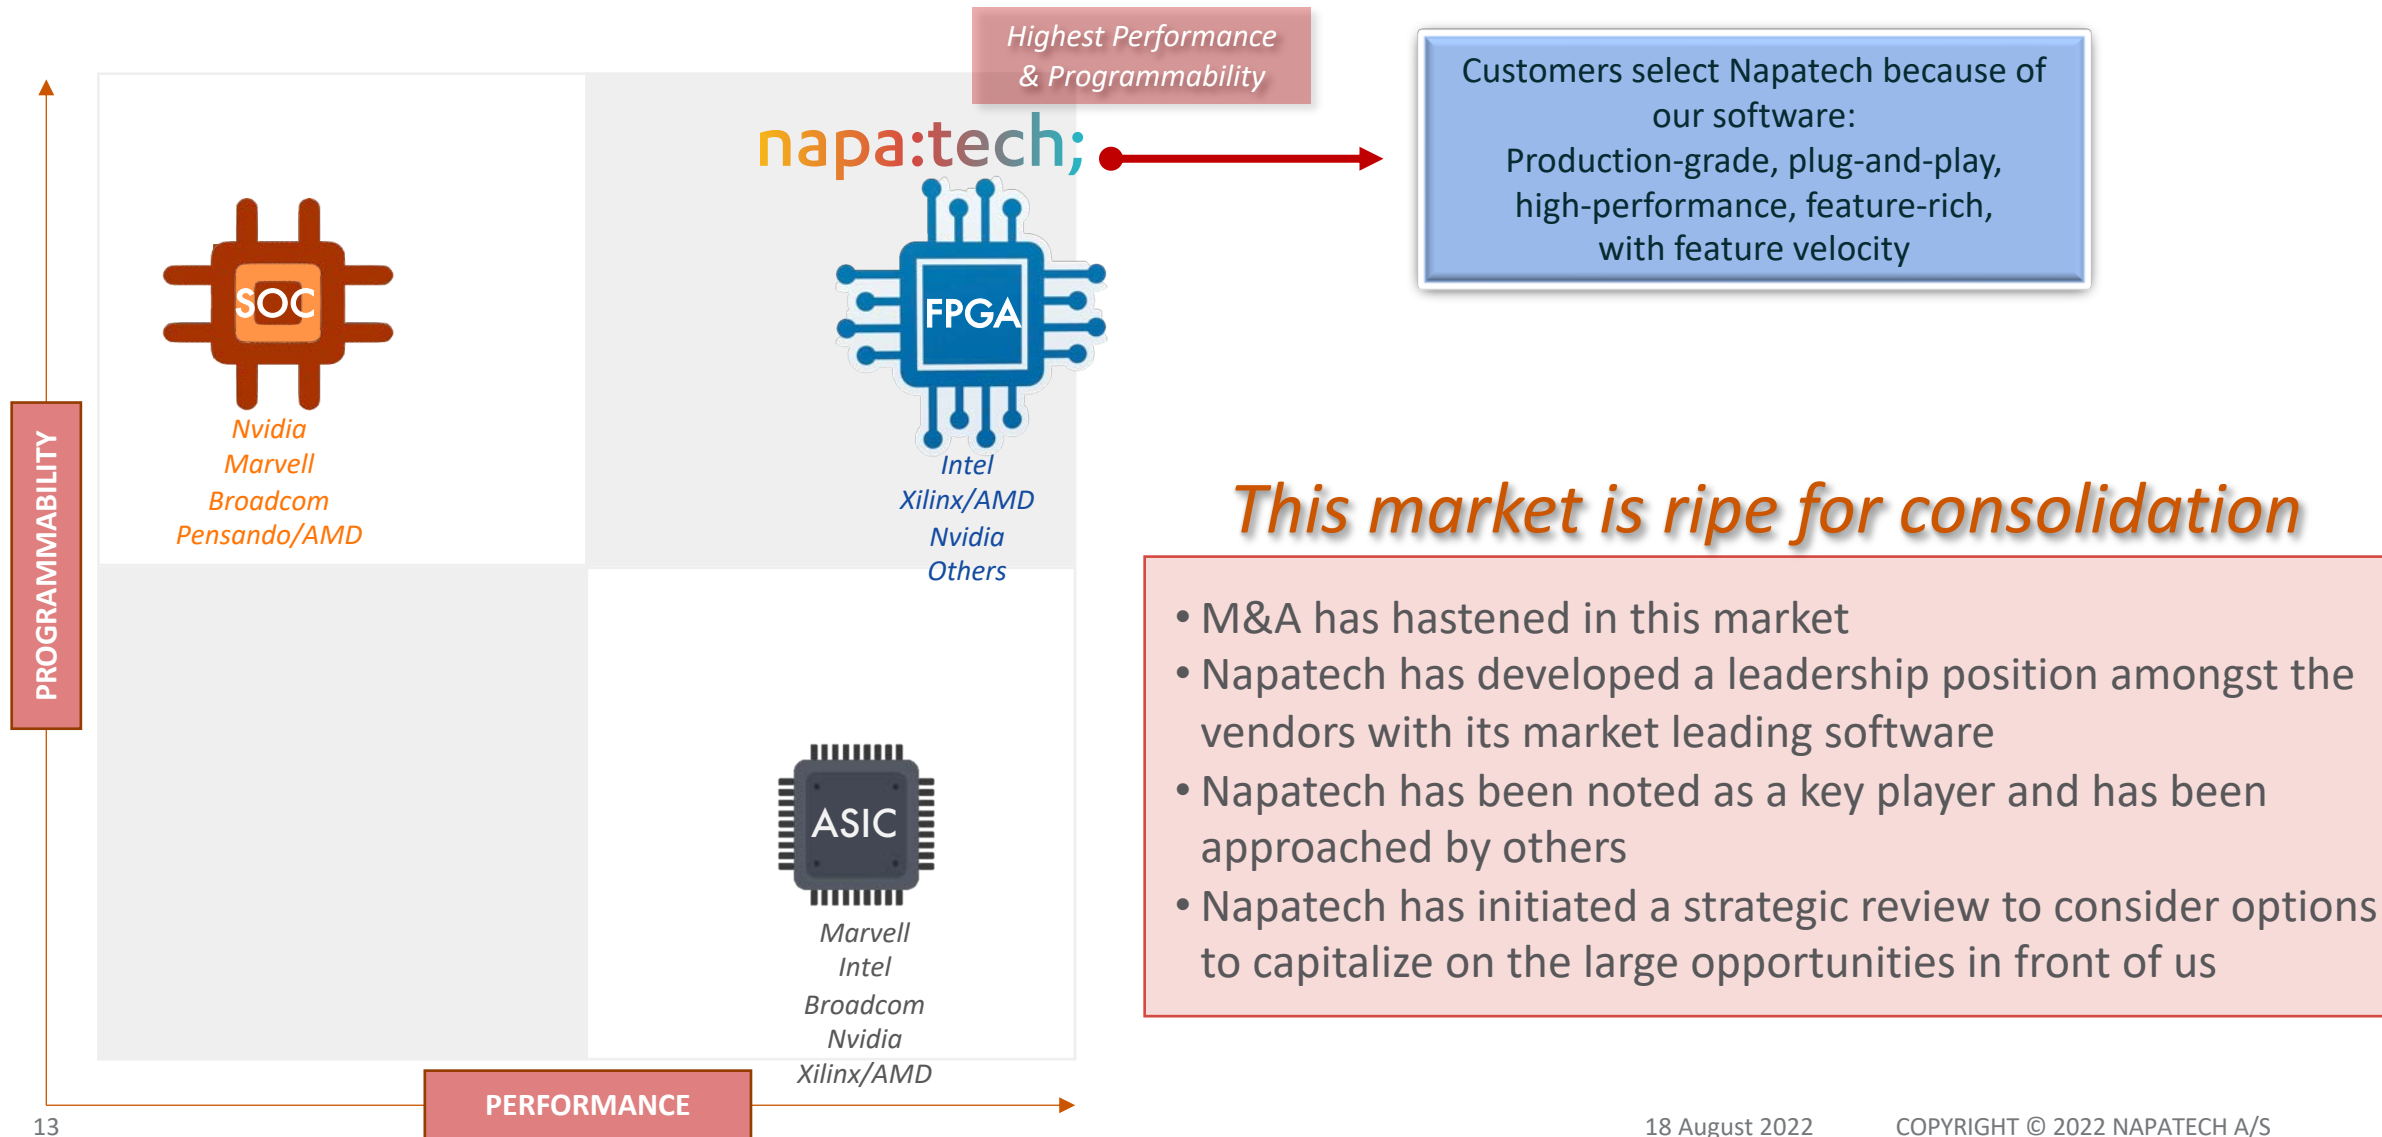 Highest Performance
& Programmability
napa:tech;
SOC
Nvidia
Marvell
Broadcom
Pensando/AMD
FPGA
Intel
Xilinx/AMD
Nvidia
Others
ASIC
Marvell
Intel
Broadcom
Nvidia
Xilinx/AMD
PROGRAMMABILITY
PERFORMANCE
Customers select Napatech because of
our software:
Production-grade, plug-and-play,
high-performance, feature-rich,
with feature velocity
This market is ripe for consolidation
• M&A has hastened in this market
• Napatech has developed a leadership position amongst the
vendors with its market leading software
• Napatech has been noted as a key player and has been
approached by others
• Napatech has initiated a strategic review to consider options
to capitalize on the large opportunities in front of us
13
18 August 2022
COPYRIGHT © 2022 NAPATECH A/S